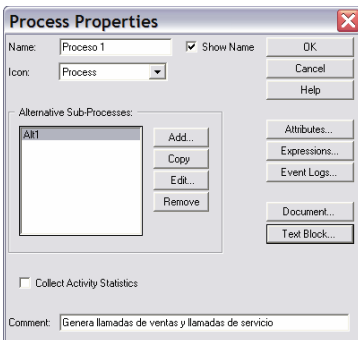 Process Properties
Name: Proceso 1 Show Name OK
Icon: Process Cancel
Help
Alternative Sub-Processes:
Alt1 Add... Attributes...
Copy Expressions...
Edit... Event Logs...
Remove
Document...
Text Block...
Collect Activity Statistics
Comment: Genera llamadas de ventas y llamadas de servicio